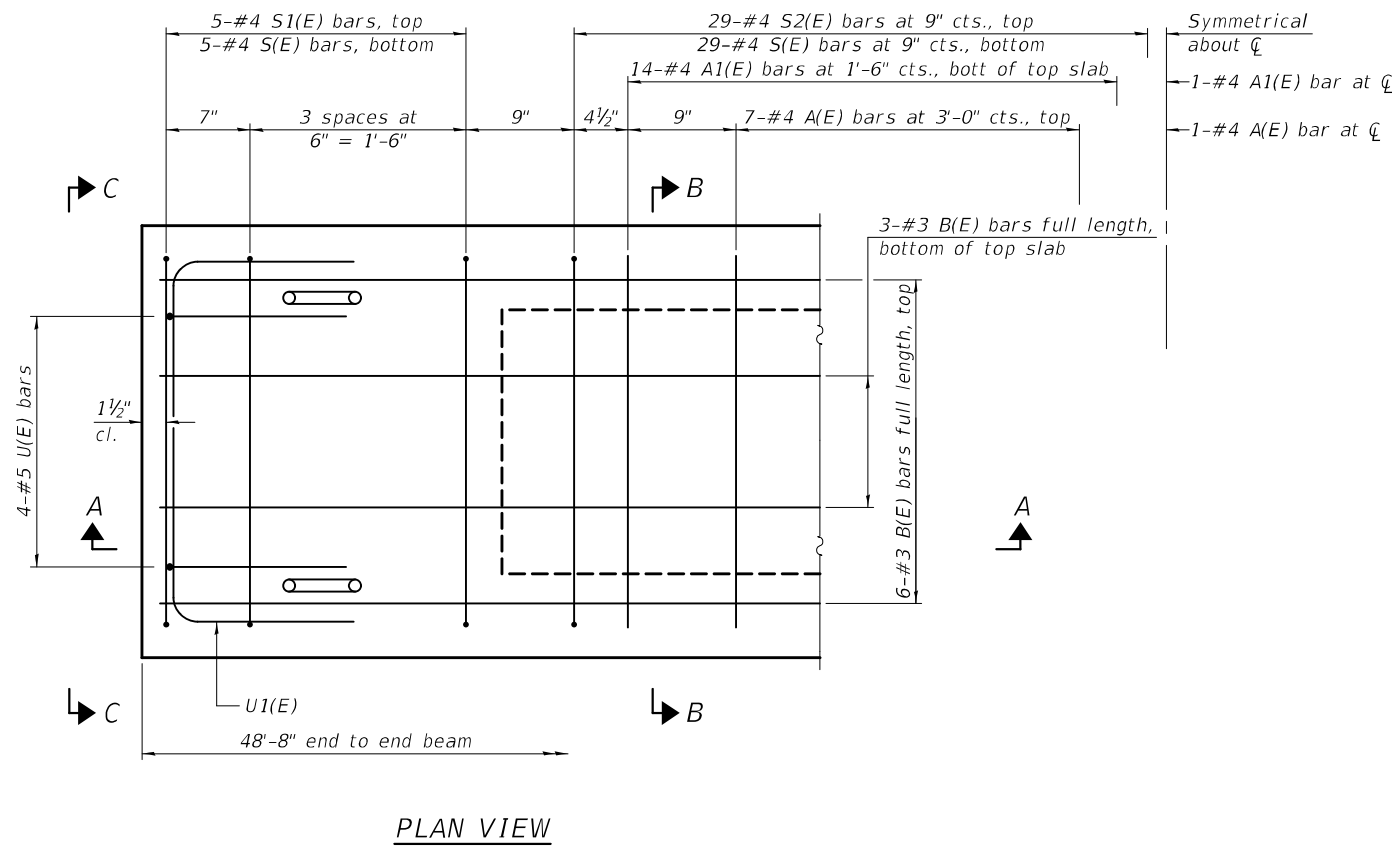 5-#4 S1(E) bars, top
5-#4 S(E) bars, bottom
29-#4 S2(E) bars at 9" cts., top
29-#4 S(E) bars at 9" cts., bottom
14-#4 A1(E) bars at 1'-6" cts., bott of top slab
Symmetrical
about ℄
1-#4 A1(E) bar at ℄
7"
3 spaces at
6" = 1'-6"
9"
4½"
9"
7-#4 A(E) bars at 3'-0" cts., top
1-#4 A(E) bar at ℄
C
B
3-#3 B(E) bars full length,
bottom of top slab
4-#5 U(E) bars
1½"
cl.
6-#3 B(E) bars full length, top
A
A
U1(E)
C
B
48'-8" end to end beam
PLAN VIEW